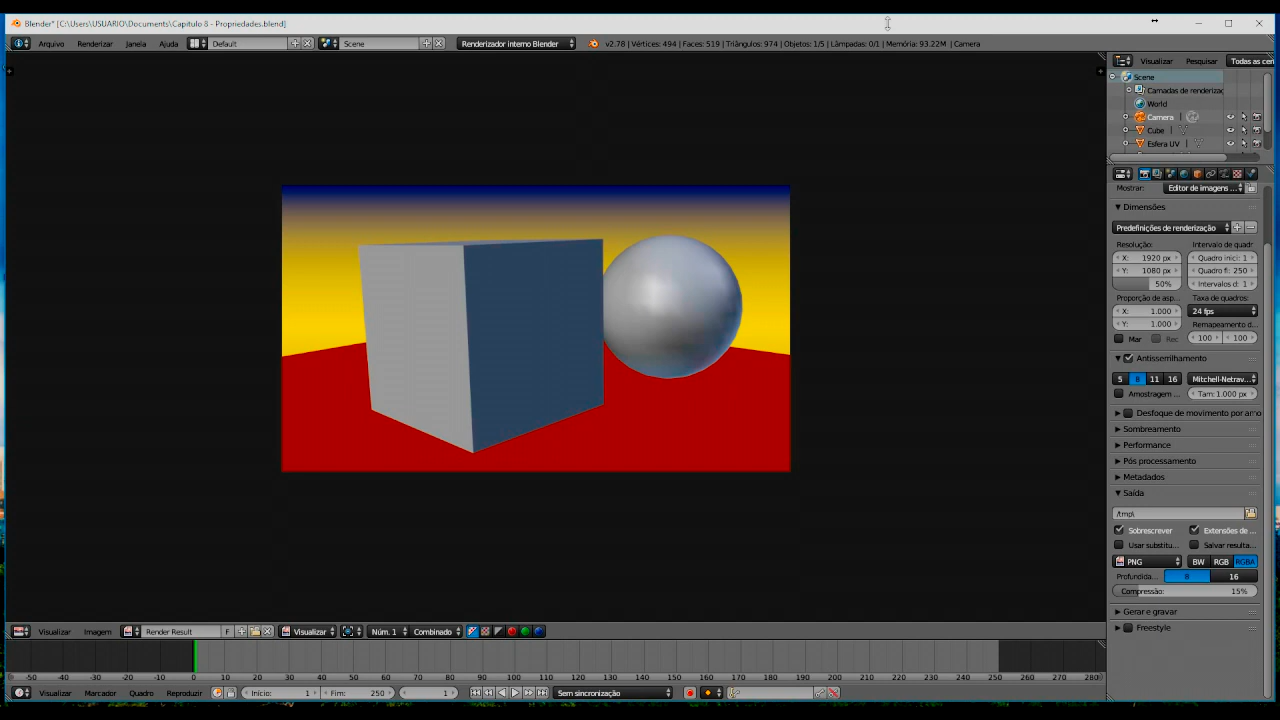 Blender* [C:\Users\USUARIO\Documents\Capitulo 8 - Propriedades.blend]
Arquivo Renderizar Janela Ajuda Default Scene Renderizador interno Blender v2.78 | Vértices: 494 | Faces: 519 | Triângulos: 974 | Objetos: 1/5 | Lâmpadas: 0/1 | Memória: 93.22M | Camera
Visualizar Pesquisar Todas as cen
Scene
Camadas de renderizaç
World
Camera
Cube
Esfera UV
Mostrar: Editor de imagens ...
Dimensões
Predefinições de renderização
Resolução: Intervalo de quadr
X: 1920 px Quadro inici: 1
Y: 1080 px Quadro fi: 250
50% Intervalos d: 1
Proporção de asp... Taxa de quadros:
X: 1.000 24 fps
Y: 1.000 Remapeamento d...
Mar Rec 100 100
Antisserrilhamento
5 8 11 16 Mitchell-Netrav...
Amostragem ... Tam: 1.000 px
Desfoque de movimento por amo
Sombreamento
Performance
Pós processamento
Metadados
Saída
/tmp\
Sobrescrever Extensões de ...
Usar substitu... Salvar resulta...
PNG BW RGB RGBA
Profundida... 8 16
Compressão: 15%
Gerar e gravar
Freestyle
Visualizar Imagem Render Result F Visualizar Núm. 1 Combinado
-50 -40 -30 -20 -10 0 10 20 30 40 50 60 70 80 90 100 110 120 130 140 150 160 170 180 190 200 210 220 230 240 250 260 270 280
Visualizar Marcador Quadro Reproduzir Início: 1 Fim: 250 1 Sem sincronização